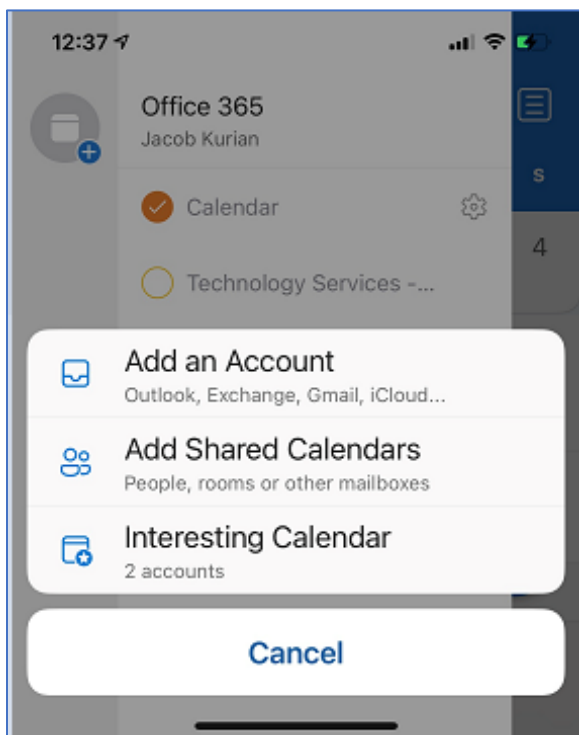 12:37
Office 365
Jacob Kurian
S
Calendar
4
Technology Services -...
Add an Account
Outlook, Exchange, Gmail, iCloud...
Add Shared Calendars
People, rooms or other mailboxes
Interesting Calendar
2 accounts
Cancel